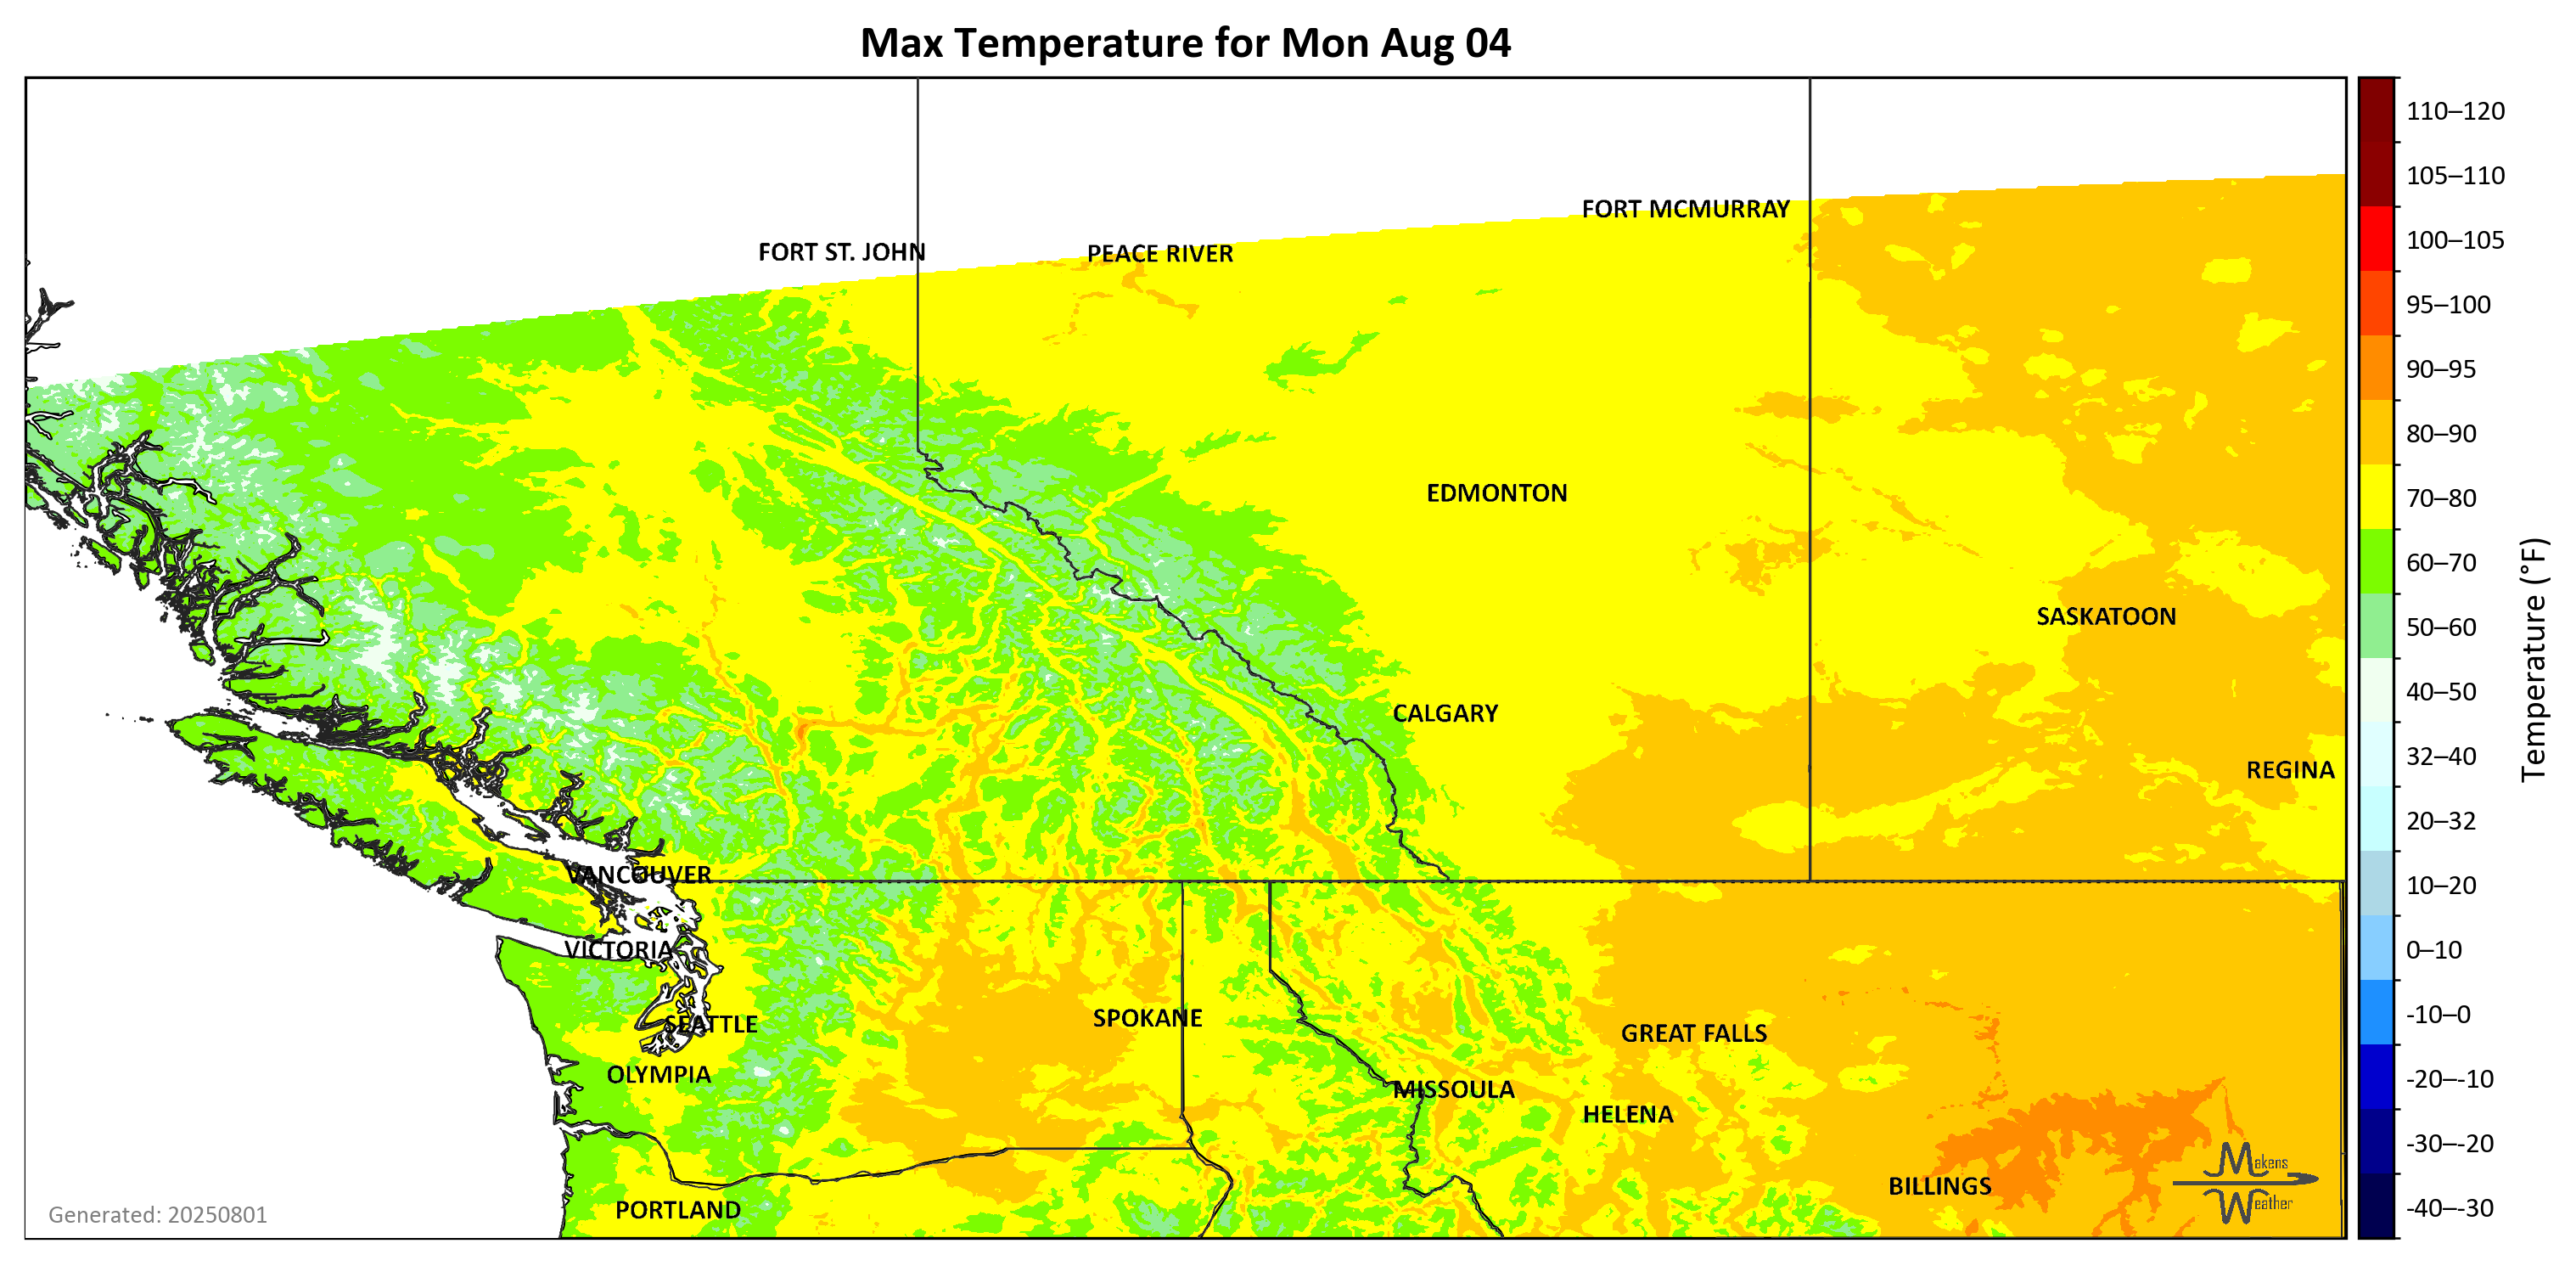 Max Temperature for Mon Aug 04
FORT MCMURRAY
FORT ST. JOHN
PEACE RIVER
EDMONTON
SASKATOON
CALGARY
REGINA
VANCOUVER
VICTORIA
SEATTLE
SPOKANE
GREAT FALLS
OLYMPIA
MISSOULA
HELENA
BILLINGS
PORTLAND
Makens
Weather
Generated: 20250801
110–120
105–110
100–105
95–100
90–95
80–90
70–80
60–70
50–60
40–50
32–40
20–32
10–20
0–10
-10–0
-20–-10
-30–-20
-40–-30
Temperature (°F)